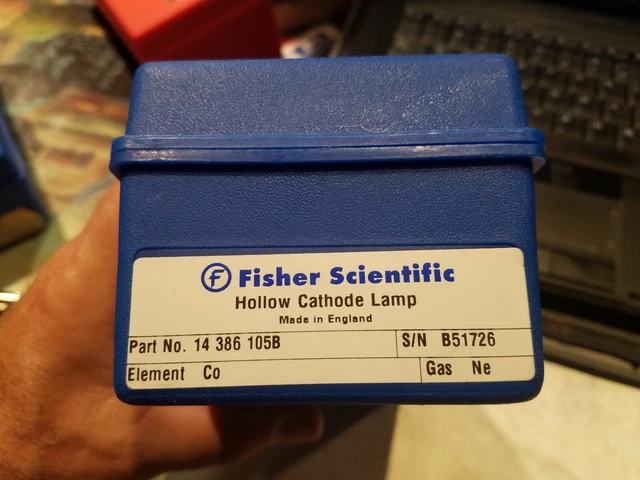 Fisher Scientific
Hollow Cathode Lamp
Made in England
Part No. 14 386 105B S/N B51726
Element Co Gas Ne